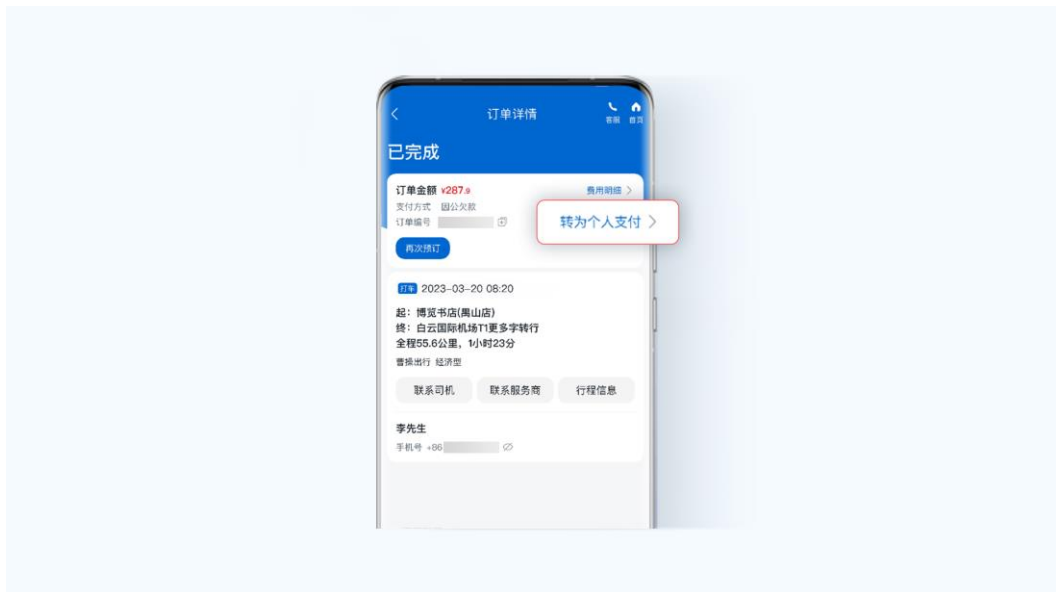 订单详情
客服
首页
已完成
订单金额 ¥287.9
费用明细 >
支付方式 因公欠款
订单编号
转为个人支付 >
再次预订
打车 2023-03-20 08:20
起：博览书店(禺山店)
终：白云国际机场T1更多字转行
全程55.6公里，1小时23分
曹操出行 经济型
联系司机
联系服务商
行程信息
李先生
手机号 +86